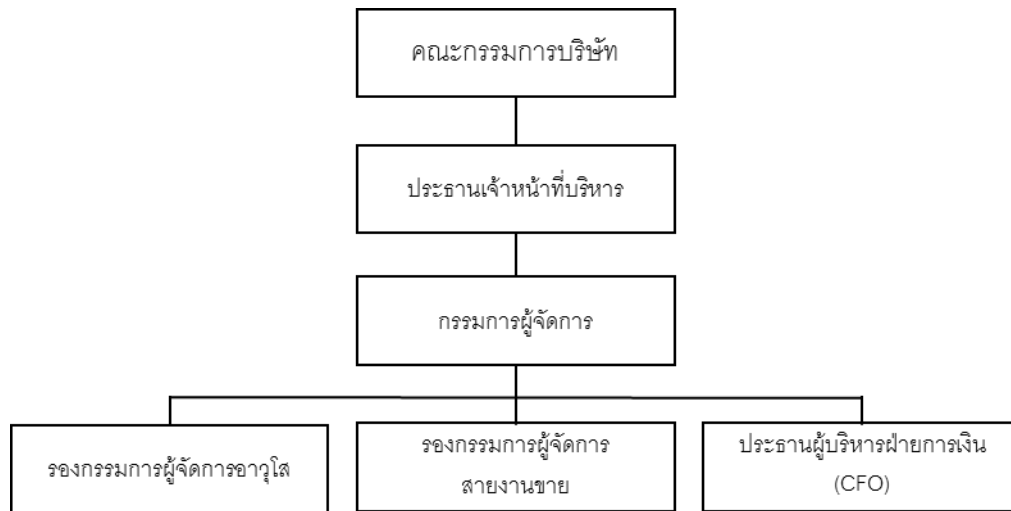 คณะกรรมการบริษัท
ประธานเจ้าหน้าที่บริหาร
กรรมการผู้จัดการ
รองกรรมการผู้จัดการอาวุโส
รองกรรมการผู้จัดการ
สายงานขาย
ประธานผู้บริหารฝ่ายการเงิน
(CFO)